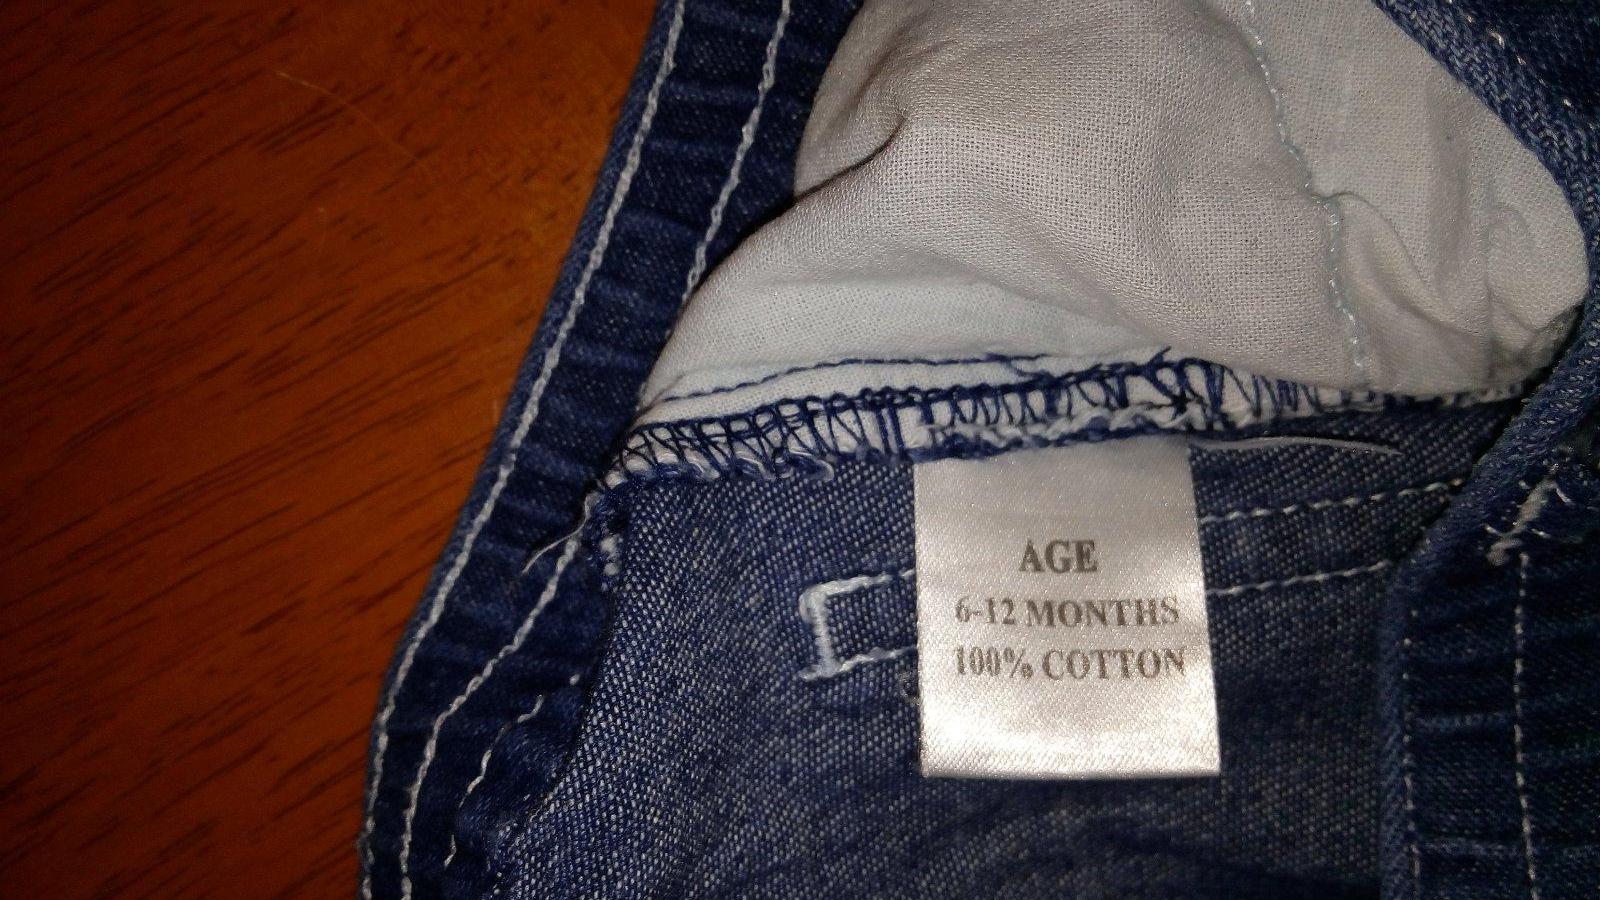 AGE
6-12 MONTHS
100% COTTON